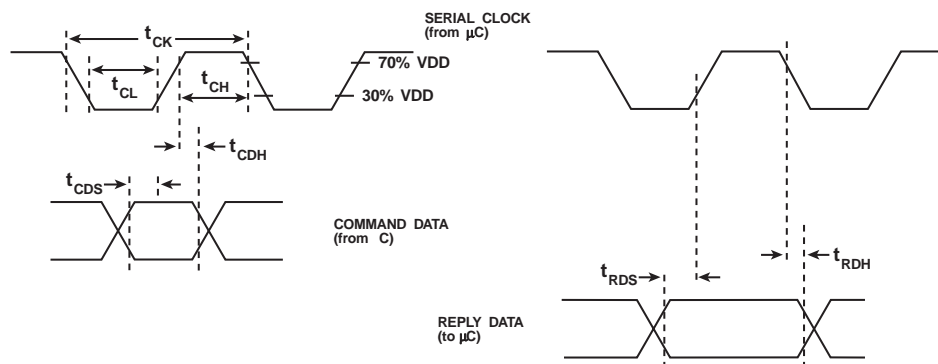 SERIAL CLOCK
(from μC)
tCK
70% VDD
tCL
tCH
30% VDD
tCDH
tCDS
COMMAND DATA
(from C)
tRDH
tRDS
REPLY DATA
(to μC)